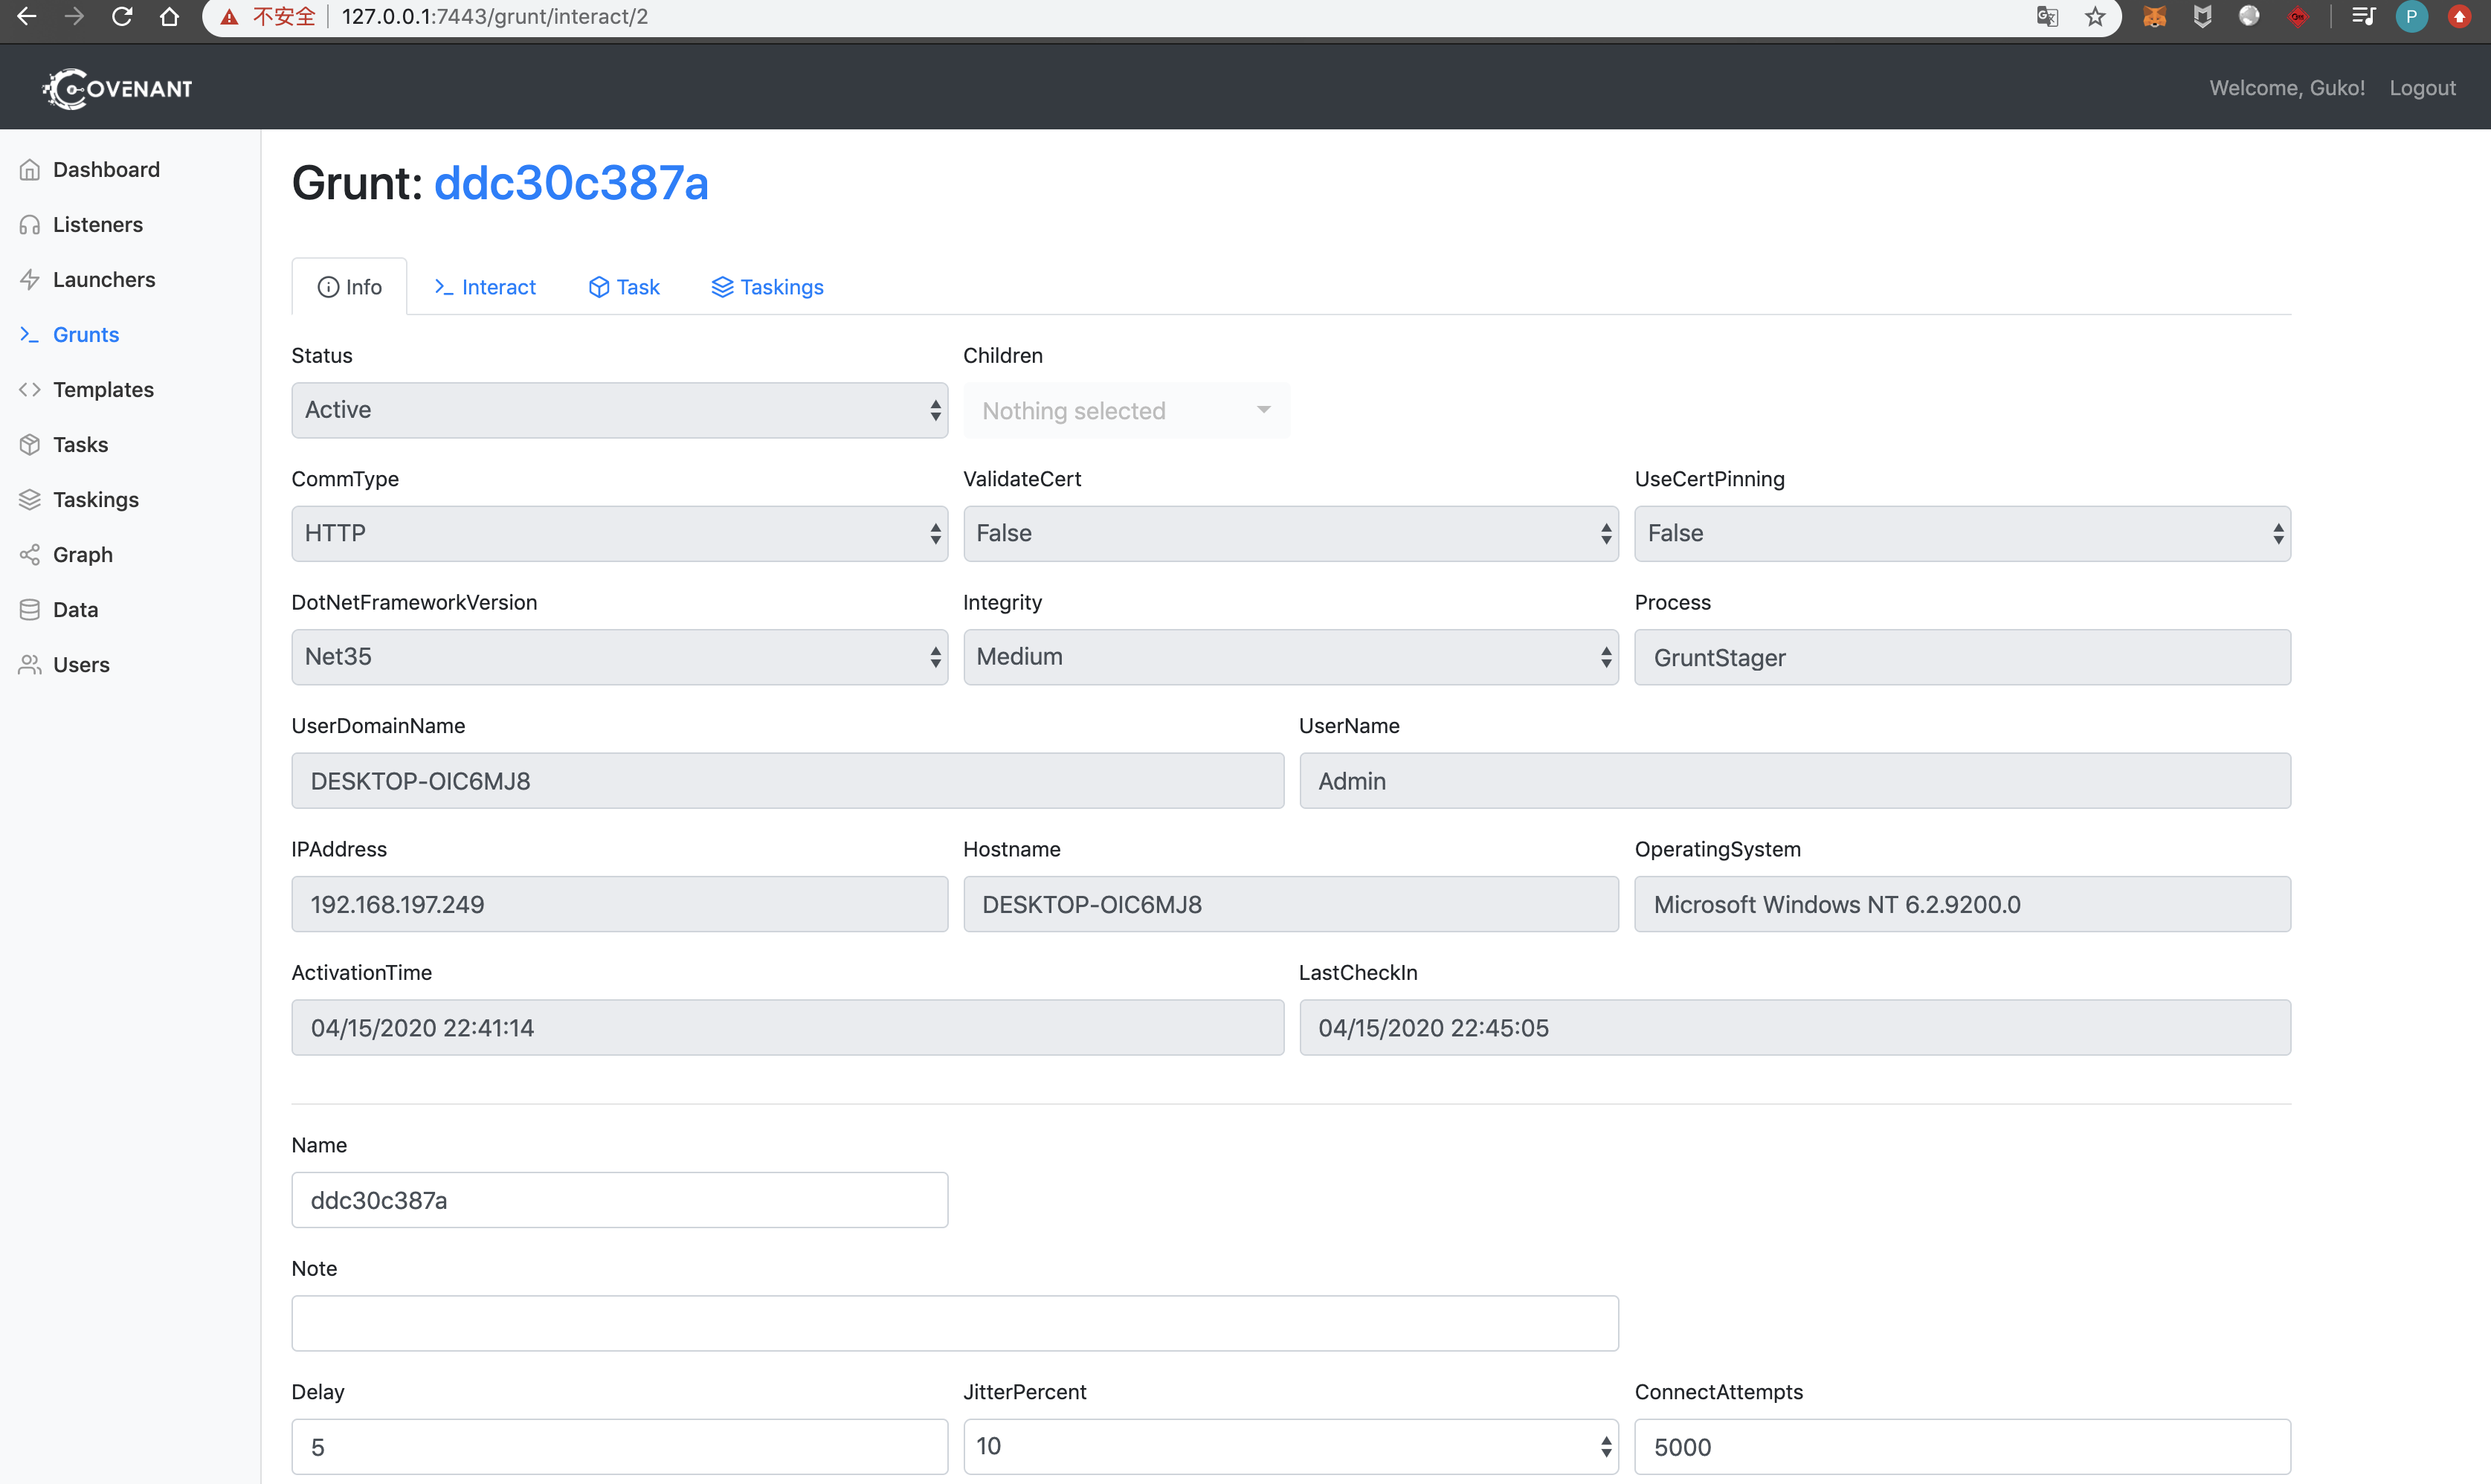 不安全 127.0.0.1:7443/grunt/interact/2 P
COVENANT Welcome, Guko! Logout
Dashboard
Listeners
Launchers
Grunts
Templates
Tasks
Taskings
Graph
Data
Users
Grunt: ddc30c387a
Info Interact Task Taskings
Status Children
Active Nothing selected
CommType ValidateCert UseCertPinning
HTTP False False
DotNetFrameworkVersion Integrity Process
Net35 Medium GruntStager
UserDomainName UserName
DESKTOP-OIC6MJ8 Admin
IPAddress Hostname OperatingSystem
192.168.197.249 DESKTOP-OIC6MJ8 Microsoft Windows NT 6.2.9200.0
ActivationTime LastCheckIn
04/15/2020 22:41:14 04/15/2020 22:45:05
Name
ddc30c387a
Note
Delay JitterPercent ConnectAttempts
5 10 5000